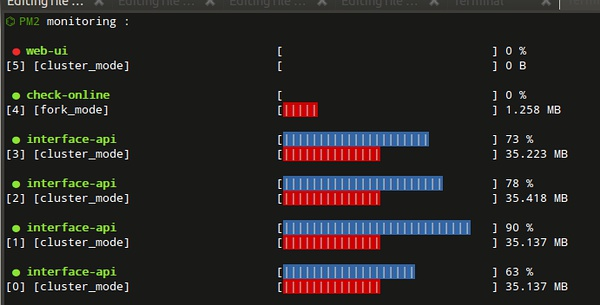 Editing file ... Editing file ... Editing file ... Editing file ... Terminal
PM2 monitoring :
● web-ui [ ] 0 %
[5] [cluster_mode] [ ] 0 B
● check-online [ ] 0 %
[4] [fork_mode] [||||| ] 1.258 MB
● interface-api [||||||||||||||||||||| ] 73 %
[3] [cluster_mode] [|||||||||||||| ] 35.223 MB
● interface-api [||||||||||||||||||||||| ] 78 %
[2] [cluster_mode] [|||||||||||||| ] 35.418 MB
● interface-api [||||||||||||||||||||||||||| ] 90 %
[1] [cluster_mode] [|||||||||||||| ] 35.137 MB
● interface-api [||||||||||||||||||| ] 63 %
[0] [cluster_mode] [|||||||||||||| ] 35.137 MB